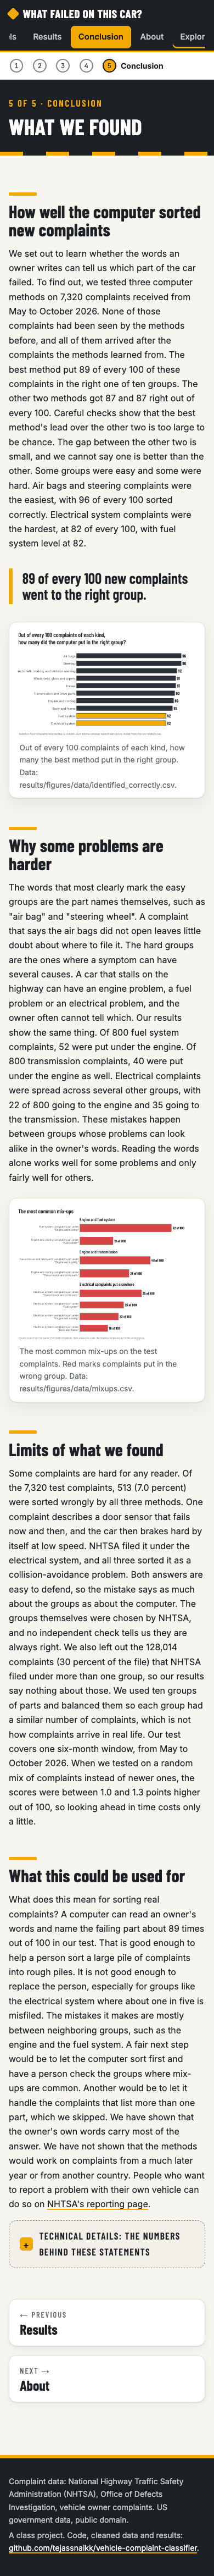 WHAT FAILED ON THIS CAR?
els Results Conclusion About Explor
1 2 3 4 5 Conclusion
5 OF 5 · CONCLUSION
WHAT WE FOUND
How well the computer sorted
new complaints
We set out to learn whether the words an
owner writes can tell us which part of the car
failed. To find out, we tested three computer
methods on 7,320 complaints received from
May to October 2026. None of those
complaints had been seen by the methods
before, and all of them arrived after the
complaints the methods learned from. The
best method put 89 of every 100 of these
complaints in the right one of ten groups. The
other two methods got 87 and 87 right out of
every 100. Careful checks show that the best
method's lead over the other two is too large to
be chance. The gap between the other two is
small, and we cannot say one is better than the
other. Some groups were easy and some were
hard. Air bags and steering complaints were
the easiest, with 96 of every 100 sorted
correctly. Electrical system complaints were
the hardest, at 82 of every 100, with fuel
system level at 82.
89 of every 100 new complaints
went to the right group.
Out of every 100 complaints of each kind,
how many did the computer put in the right group?
Out of every 100 complaints of each kind, how
many the best method put in the right group.
Data:
results/figures/data/identified_correctly.csv.
Why some problems are
harder
The words that most clearly mark the easy
groups are the part names themselves, such as
"air bag" and "steering wheel". A complaint
that says the air bags did not open leaves little
doubt about where to file it. The hard groups
are the ones where a symptom can have
several causes. A car that stalls on the
highway can have an engine problem, a fuel
problem or an electrical problem, and the
owner often cannot tell which. Our results
show the same thing. Of 800 fuel system
complaints, 52 were put under the engine. Of
800 transmission complaints, 40 were put
under the engine as well. Electrical complaints
were spread across several other groups, with
22 of 800 going to the engine and 35 going to
the transmission. These mistakes happen
between groups whose problems can look
alike in the owner's words. Reading the words
alone works well for some problems and only
fairly well for others.
The most common mix-ups
Engine and fuel system
Engine and transmission
Electrical complaints put elsewhere
The most common mix-ups on the test
complaints. Red marks complaints put in the
wrong group. Data:
results/figures/data/mixups.csv.
Limits of what we found
Some complaints are hard for any reader. Of
the 7,320 test complaints, 513 (7.0 percent)
were sorted wrongly by all three methods. One
complaint describes a door sensor that fails
now and then, and the car then brakes hard by
itself at low speed. NHTSA filed it under the
electrical system, and all three sorted it as a
collision-avoidance problem. Both answers are
easy to defend, so the mistake says as much
about the groups as about the computer. The
groups themselves were chosen by NHTSA,
and no independent check tells us they are
always right. We also left out the 128,014
complaints (30 percent of the file) that NHTSA
filed under more than one group, so our results
say nothing about those. We used ten groups
of parts and balanced them so each group had
a similar number of complaints, which is not
how complaints arrive in real life. Our test
covers one six-month window, from May to
October 2026. When we tested on a random
mix of complaints instead of newer ones, the
scores were between 1.0 and 1.3 points higher
out of 100, so looking ahead in time costs only
a little.
What this could be used for
What does this mean for sorting real
complaints? A computer can read an owner's
words and name the failing part about 89 times
out of 100 in our test. That is good enough to
help a person sort a large pile of complaints
into rough piles. It is not good enough to
replace the person, especially for groups like
the electrical system where about one in five is
misfiled. The mistakes it makes are mostly
between neighboring groups, such as the
engine and the fuel system. A fair next step
would be to let the computer sort first and
have a person check the groups where mix-
ups are common. Another would be to let it
handle the complaints that list more than one
part, which we skipped. We have shown that
the owner's own words carry most of the
answer. We have not shown that the methods
would work on complaints from a much later
year or from another country. People who want
to report a problem with their own vehicle can
do so on NHTSA's reporting page.
+ TECHNICAL DETAILS: THE NUMBERS
BEHIND THESE STATEMENTS
← PREVIOUS
Results
NEXT →
About
Complaint data: National Highway Traffic Safety
Administration (NHTSA), Office of Defects
Investigation, vehicle owner complaints. US
government data, public domain.
A class project. Code, cleaned data and results:
github.com/tejassnaikk/vehicle-complaint-classifier.